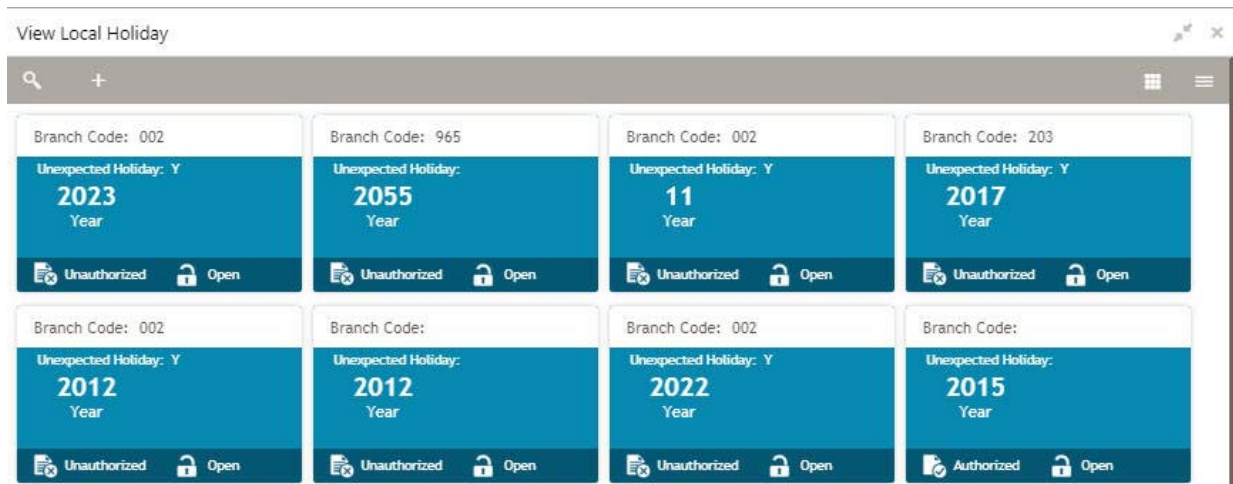 View Local Holiday
Branch Code: 002
Unexpected Holiday: Y
2023
Year
Unauthorized Open
Branch Code: 965
Unexpected Holiday:
2055
Year
Unauthorized Open
Branch Code: 002
Unexpected Holiday: Y
11
Year
Unauthorized Open
Branch Code: 203
Unexpected Holiday: Y
2017
Year
Unauthorized Open
Branch Code: 002
Unexpected Holiday: Y
2012
Year
Unauthorized Open
Branch Code:
Unexpected Holiday:
2012
Year
Unauthorized Open
Branch Code: 002
Unexpected Holiday: Y
2022
Year
Unauthorized Open
Branch Code:
Unexpected Holiday:
2015
Year
Authorized Open